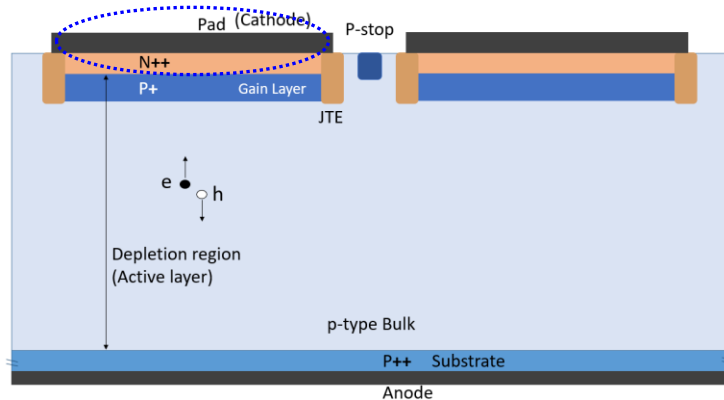 Pad (Cathode)
P-stop
N++
P+ Gain Layer
JTE
e h
Depletion region
(Active layer)
p-type Bulk
P++ Substrate
Anode